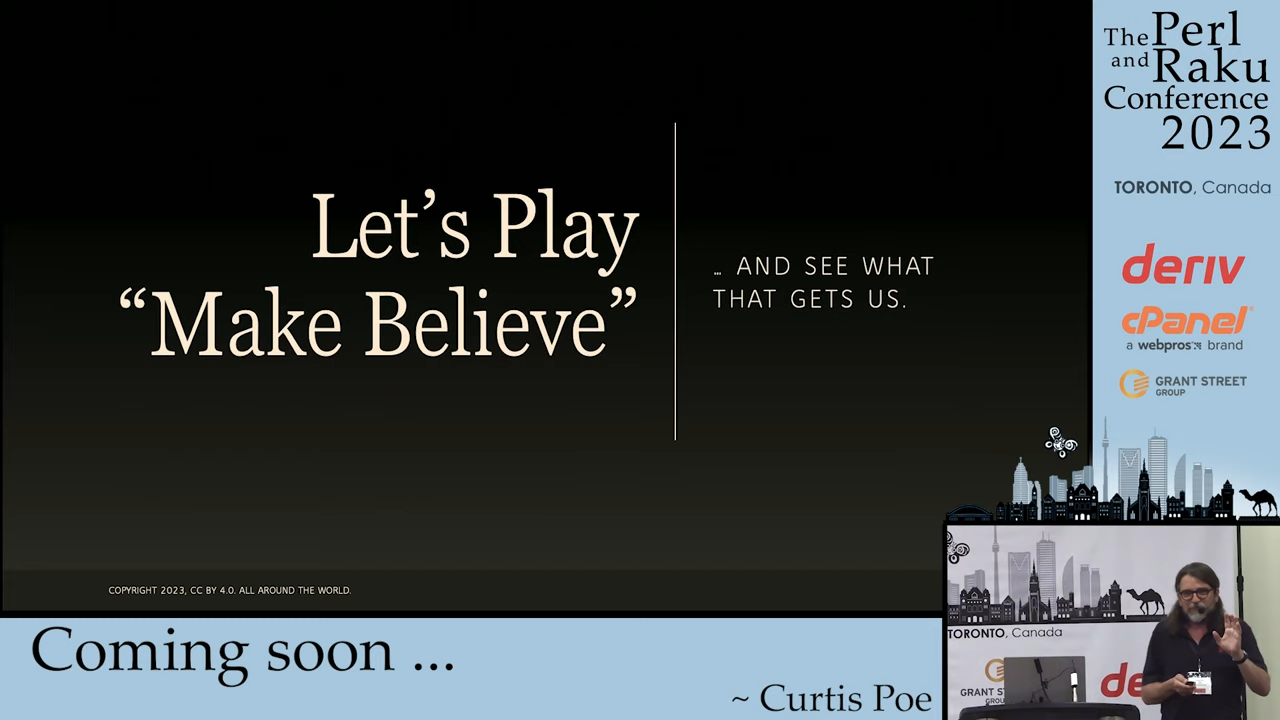 Let's Play
“Make Believe”
… AND SEE WHAT
THAT GETS US.
COPYRIGHT 2023, CC BY 4.0. ALL AROUND THE WORLD.
The Perl
and Raku
Conference
2023
TORONTO, Canada
deriv
cPanel®
a webpros brand
GRANT STREET
GROUP
TORONTO, Canada
GRANT S
GROU
de
Coming soon ...
~ Curtis Poe